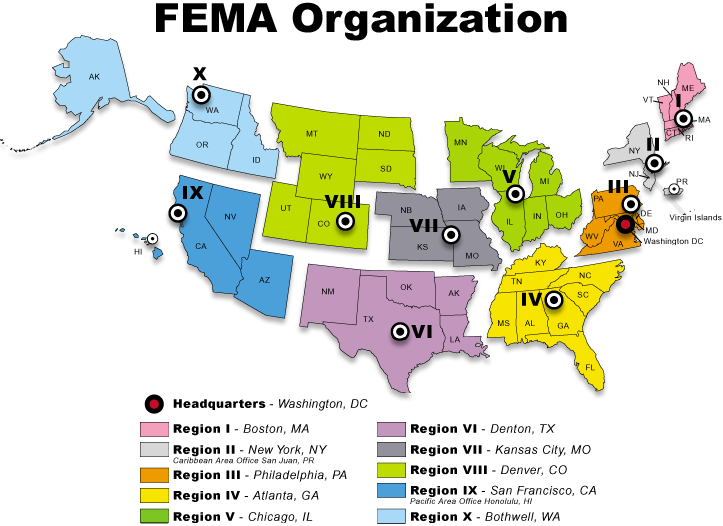 FEMA Organization
X
AK
WA
OR
ID
MT
ND
SD
WY
UT
CO
VIII
IX
NV
CA
AZ
HI
MN
WI
MI
V
IL
IN
OH
NB
IA
KS
MO
VII
NH
ME
VT
I
MA
CT
RI
II
NY
NJ
PR
Virgin Islands
III
PA
DE
MD
WV
VA
Washington DC
KY
TN
NC
SC
IV
MS
AL
GA
FL
NM
OK
AR
TX
LA
VI
Headquarters - Washington, DC
Region I - Boston, MA
Region II - New York, NY
Caribbean Area Office San Juan, PR
Region III - Philadelphia, PA
Region IV - Atlanta, GA
Region V - Chicago, IL
Region VI - Denton, TX
Region VII - Kansas City, MO
Region VIII - Denver, CO
Region IX - San Francisco, CA
Pacific Area Office Honolulu, HI
Region X - Bothwell, WA